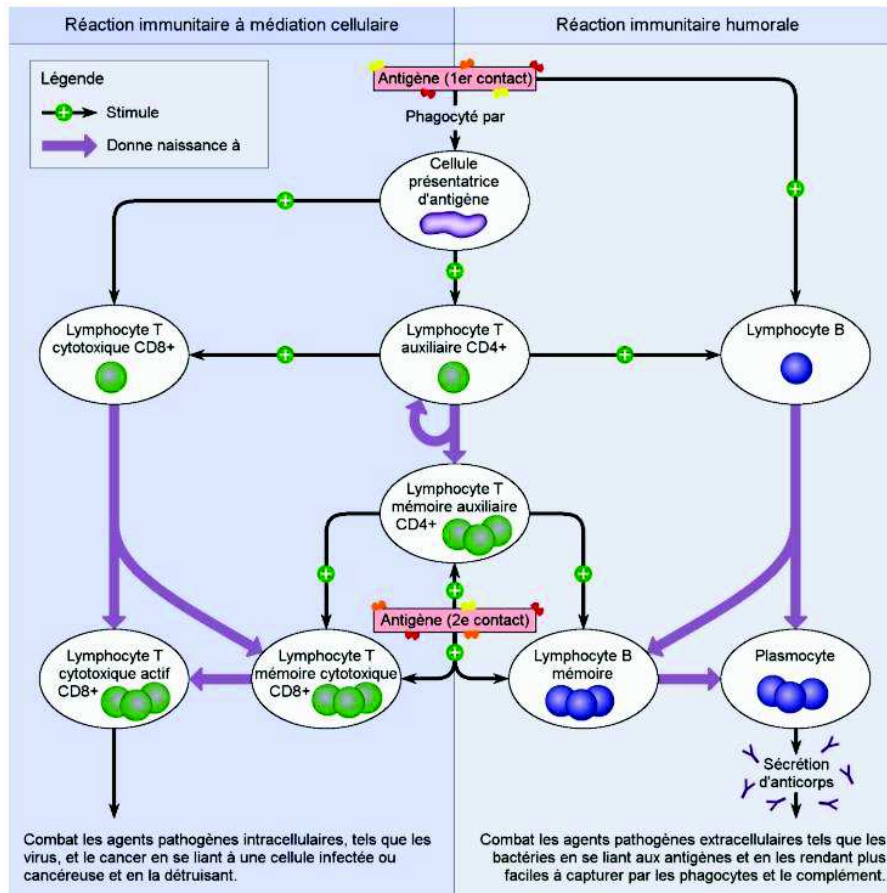 Réaction immunitaire à médiation cellulaire
Réaction immunitaire humorale
Légende
Stimule
Donne naissance à
Antigène (1er contact)
Phagocyté par
Cellule
présentatrice
d'antigène
Lymphocyte T
cytotoxique CD8+
Lymphocyte T
auxiliaire CD4+
Lymphocyte B
Lymphocyte T
mémoire auxiliaire
CD4+
Antigène (2e contact)
Lymphocyte T
cytotoxique actif
CD8+
Lymphocyte T
mémoire cytotoxique
CD8+
Lymphocyte B
mémoire
Plasmocyte
Sécrétion
d'anticorps
Combat les agents pathogènes intracellulaires, tels que les
virus, et le cancer en se liant à une cellule infectée ou
cancéreuse et en la détruisant.
Combat les agents pathogènes extracellulaires tels que les
bactéries en se liant aux antigènes et en les rendant plus
faciles à capturer par les phagocytes et le complément.